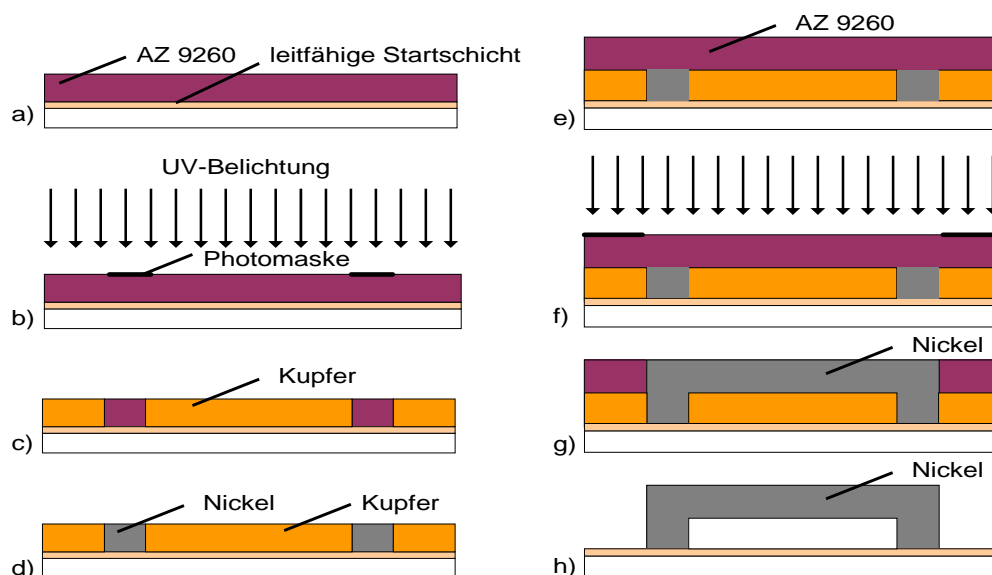 AZ 9260
leitfähige Startschicht
a)
UV-Belichtung
Photomaske
b)
Kupfer
c)
Nickel
Kupfer
d)
AZ 9260
e)
f)
Nickel
g)
Nickel
h)